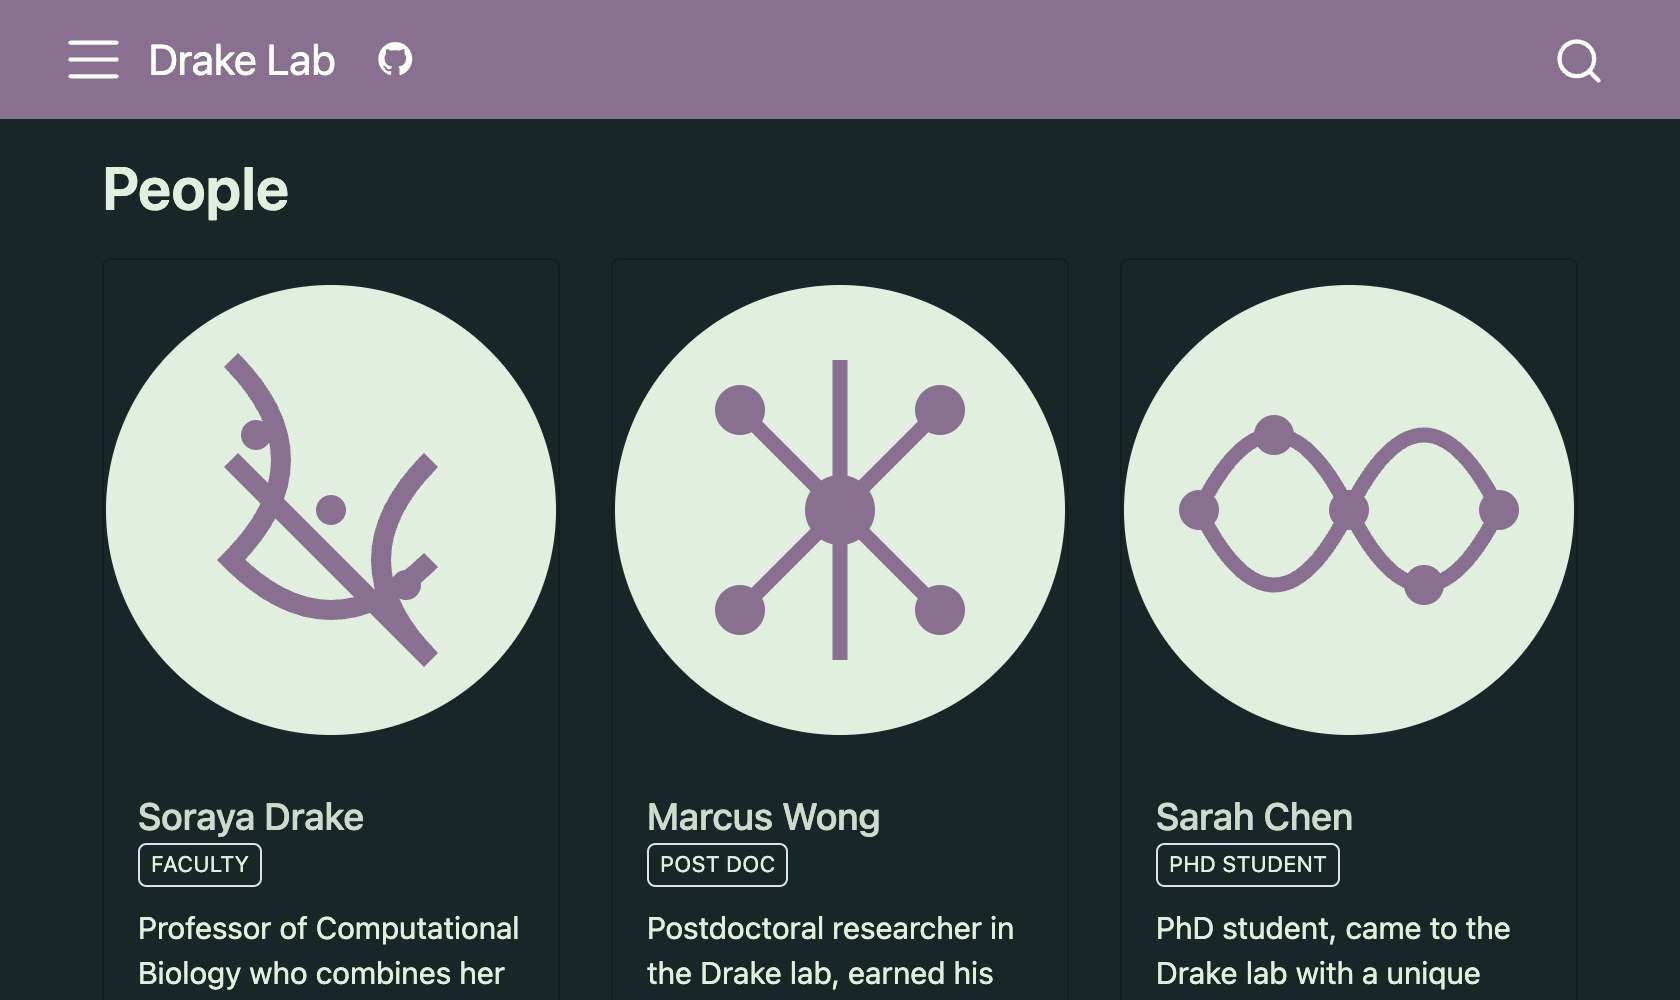 Drake Lab
People
Soraya Drake
FACULTY
Professor of Computational
Biology who combines her
Marcus Wong
POST DOC
Postdoctoral researcher in
the Drake lab, earned his
Sarah Chen
PHD STUDENT
PhD student, came to the
Drake lab with a unique